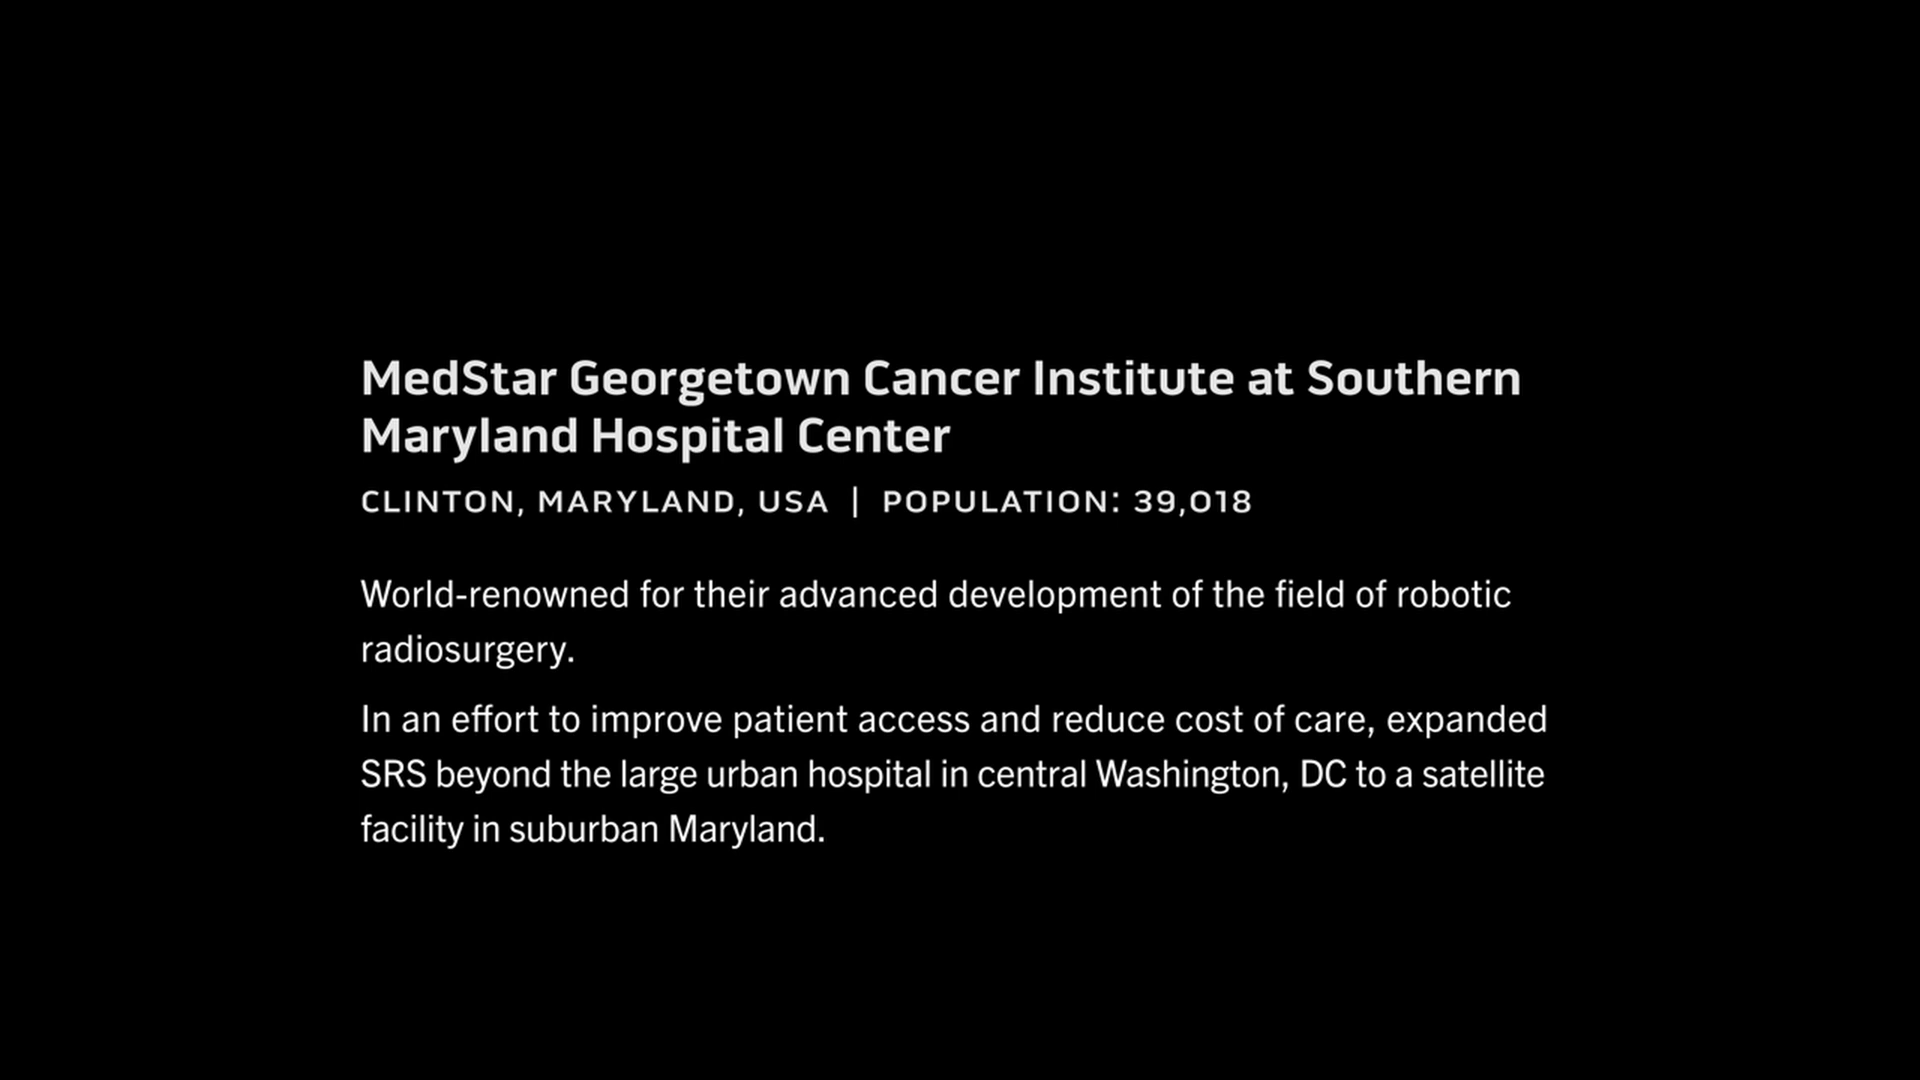 MedStar Georgetown Cancer Institute at Southern
Maryland Hospital Center
CLINTON, MARYLAND, USA | POPULATION: 39,018
World-renowned for their advanced development of the field of robotic
radiosurgery.
In an effort to improve patient access and reduce cost of care, expanded
SRS beyond the large urban hospital in central Washington, DC to a satellite
facility in suburban Maryland.